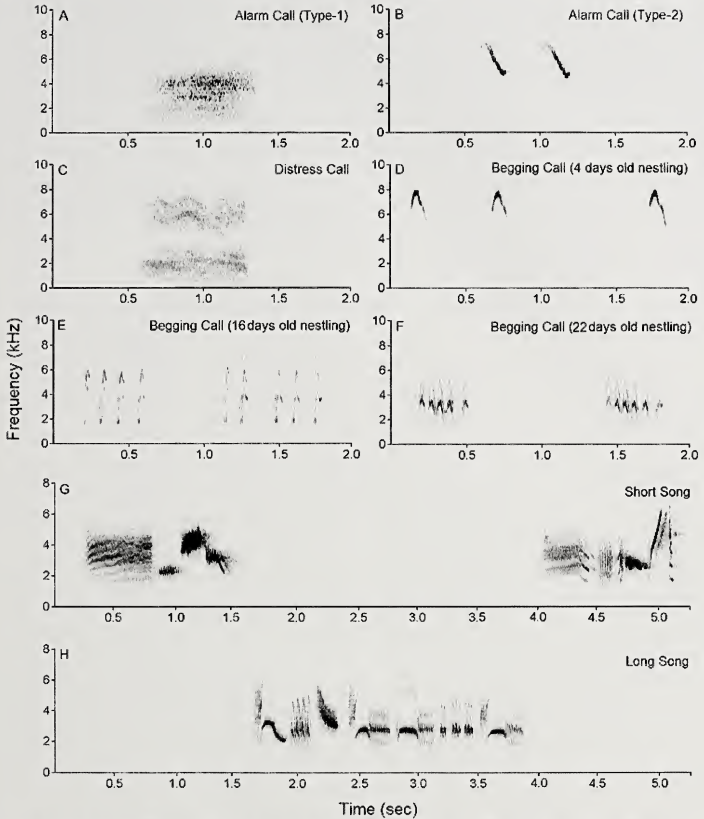 A Alarm Call (Type-1)
10
8
6
4
2
0
0.5 1.0 1.5 2.0
B Alarm Call (Type-2)
10
8
6
4
2
0
0.5 1.0 1.5 2.0
C Distress Call
10
8
6
4
2
0
0.5 1.0 1.5 2.0
D Begging Call (4 days old nestling)
10
8
6
4
2
0
0.5 1.0 1.5 2.0
E Begging Call (16 days old nestling)
10
8
6
4
2
0
0.5 1.0 1.5 2.0
F Begging Call (22 days old nestling)
10
8
6
4
2
0
0.5 1.0 1.5 2.0
Frequency (kHz)
G Short Song
8
6
4
2
0
0.5 1.0 1.5 2.0 2.5 3.0 3.5 4.0 4.5 5.0
H Long Song
8
6
4
2
0
0.5 1.0 1.5 2.0 2.5 3.0 3.5 4.0 4.5 5.0
Time (sec)